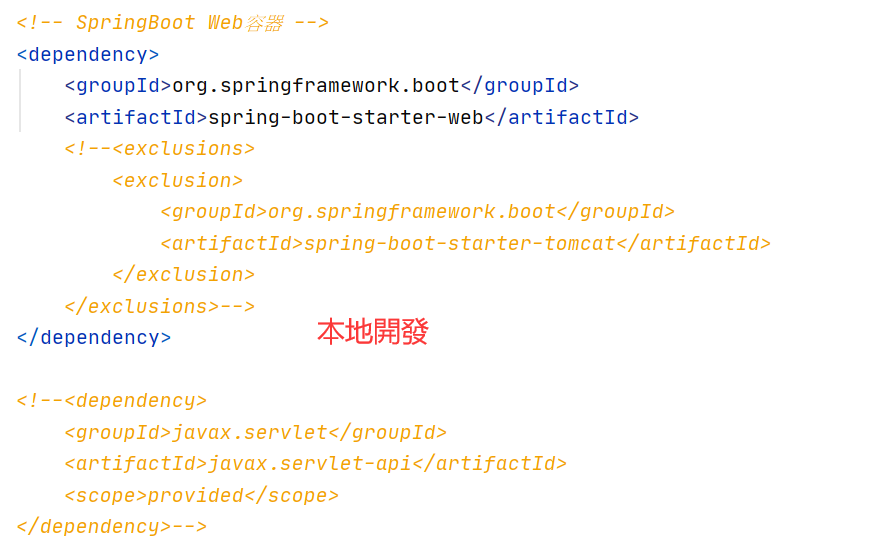 <!-- SpringBoot Web容器 -->
<dependency>
    <groupId>org.springframework.boot</groupId>
    <artifactId>spring-boot-starter-web</artifactId>
    <!--<exclusions>
        <exclusion>
            <groupId>org.springframework.boot</groupId>
            <artifactId>spring-boot-starter-tomcat</artifactId>
        </exclusion>
    </exclusions>-->
本地開發
</dependency>

<!--<dependency>
    <groupId>javax.servlet</groupId>
    <artifactId>javax.servlet-api</artifactId>
    <scope>provided</scope>
</dependency>-->